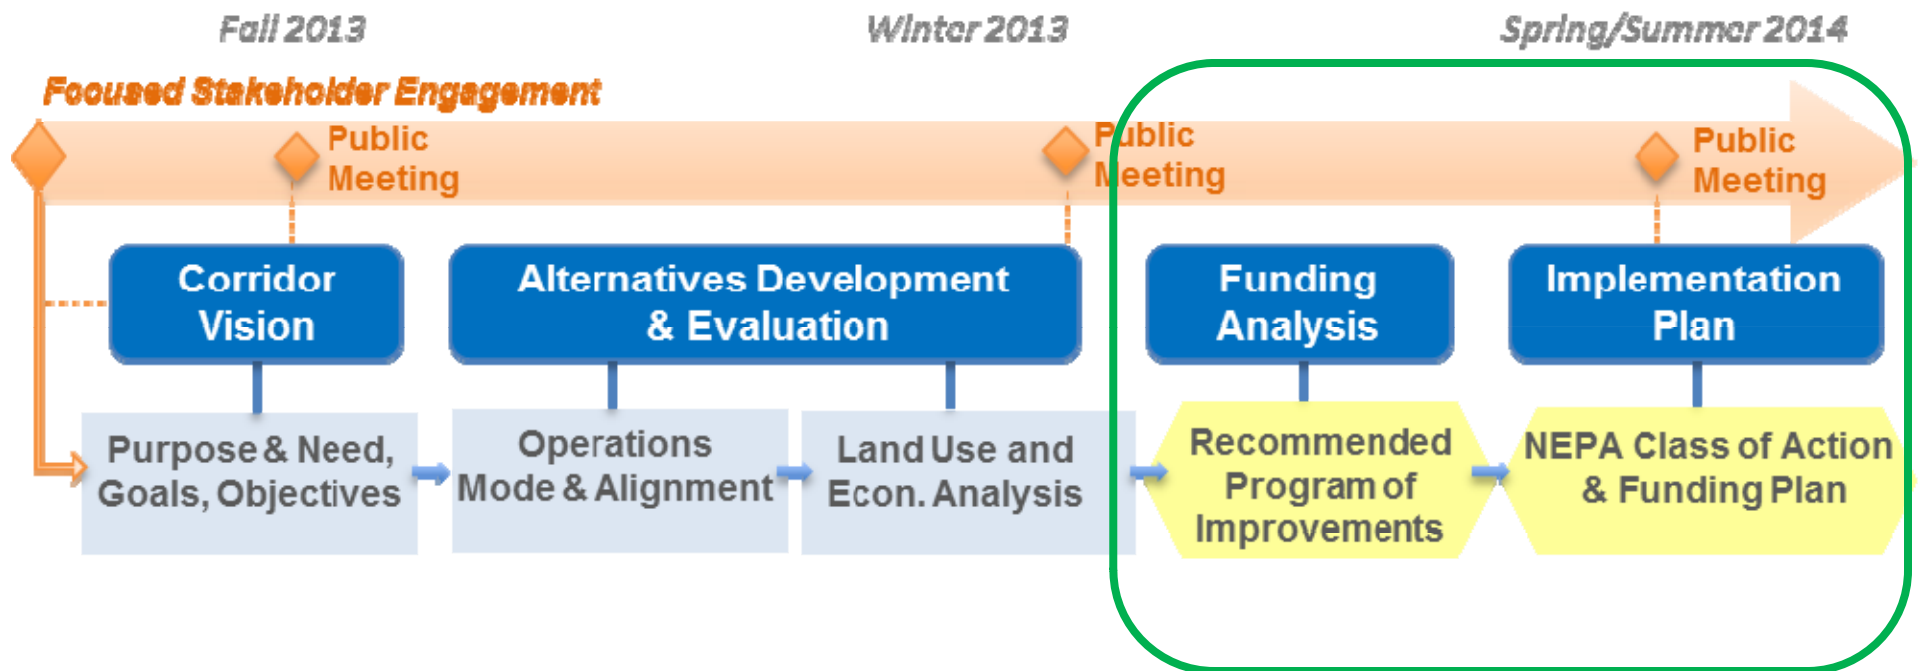 Fall 2013
Winter 2013
Spring/Summer 2014
Focused Stakeholder Engagement
Public
Meeting
Public
Meeting
Public
Meeting
Corridor
Vision
Alternatives Development
& Evaluation
Funding
Analysis
Implementation
Plan
Purpose & Need,
Goals, Objectives
Operations
Mode & Alignment
Land Use and
Econ. Analysis
Recommended
Program of
Improvements
NEPA Class of Action
& Funding Plan